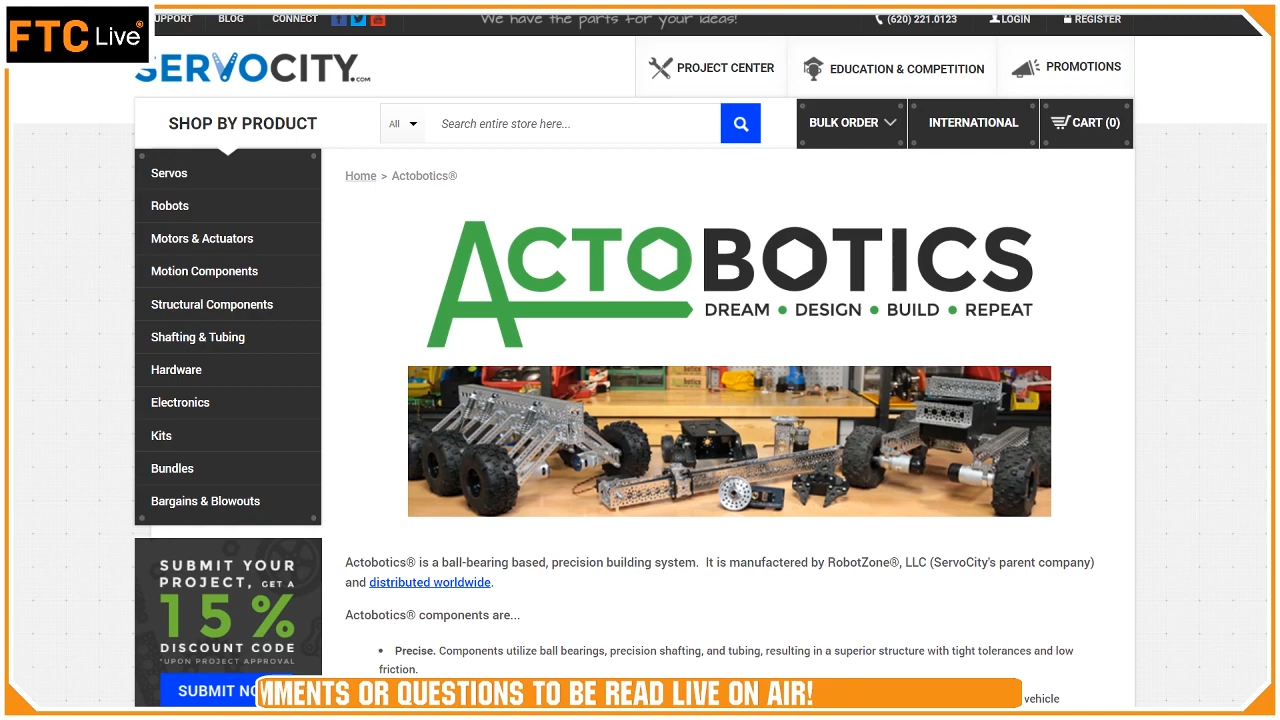 FTC Live
SUPPORT BLOG CONNECT
We have the parts for your ideas!
(620) 221.0123 LOGIN REGISTER
SERVOCITY.COM
PROJECT CENTER
EDUCATION & COMPETITION
PROMOTIONS
SHOP BY PRODUCT
All
Search entire store here...
BULK ORDER
INTERNATIONAL
CART (0)
Servos
Robots
Motors & Actuators
Motion Components
Structural Components
Shafting & Tubing
Hardware
Electronics
Kits
Bundles
Bargains & Blowouts
Home > Actobotics®
ACTOBOTICS
DREAM • DESIGN • BUILD • REPEAT
Actobotics® is a ball-bearing based, precision building system. It is manufactered by RobotZone®, LLC (ServoCity's parent company)
and distributed worldwide.
Actobotics® components are...
• Precise. Components utilize ball bearings, precision shafting, and tubing, resulting in a superior structure with tight tolerances and low
friction.
vehicle
SUBMIT YOUR
PROJECT, GET A
15%
DISCOUNT CODE
*UPON PROJECT APPROVAL
SUBMIT NO
MMENTS OR QUESTIONS TO BE READ LIVE ON AIR!